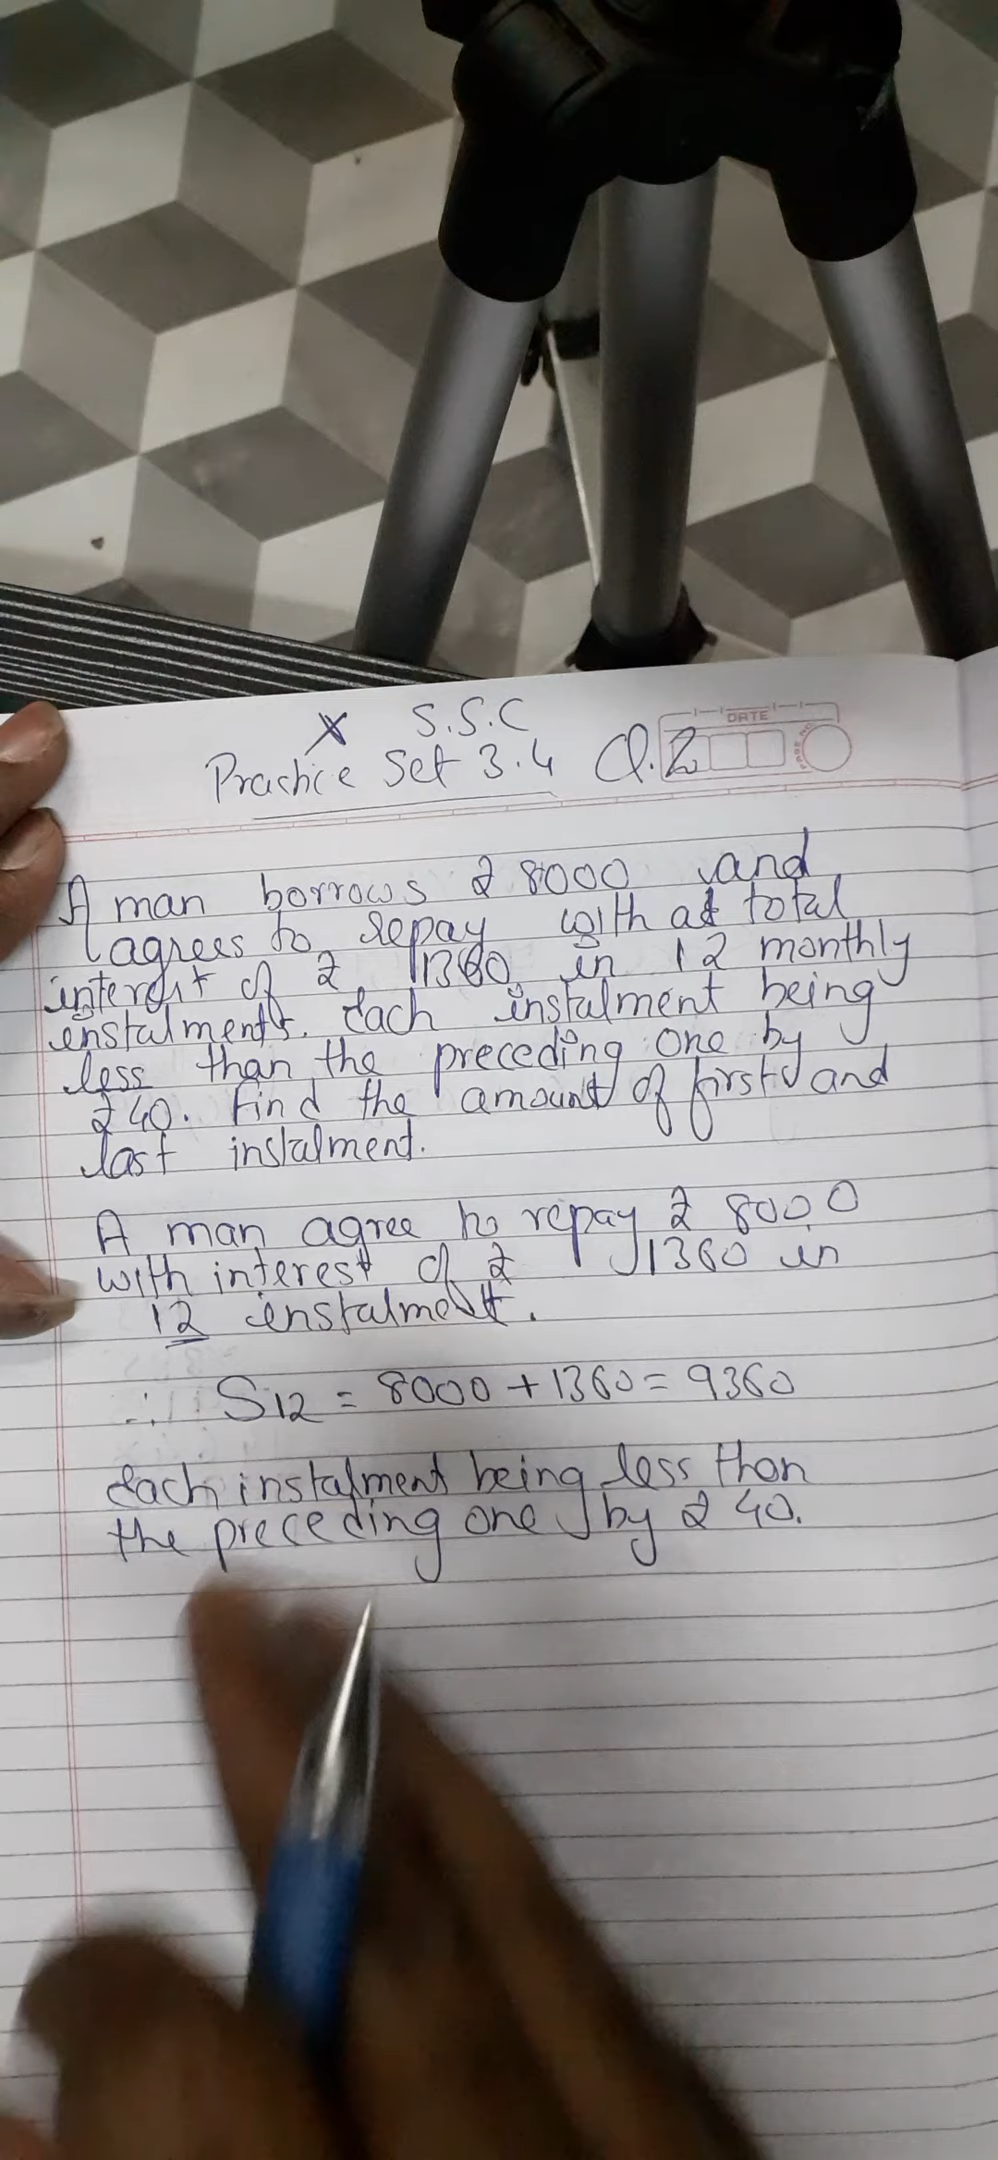 X S.S.C
Practice Set 3.4 Q.2
DATE
PAGE NO.
A man borrows ₹ 8000 and
agrees to repay with at total
interest of ₹ 1360 in 12 monthly
instalments. Each instalment being
less than the preceding one by
₹ 40. Find the amount of first and
last instalment.
A man agree to repay ₹ 8000
with interest of ₹ 1360 in
12 instalment.
∴ S12 = 8000 + 1360 = 9360
Each instalment being less than
the preceding one by ₹ 40.